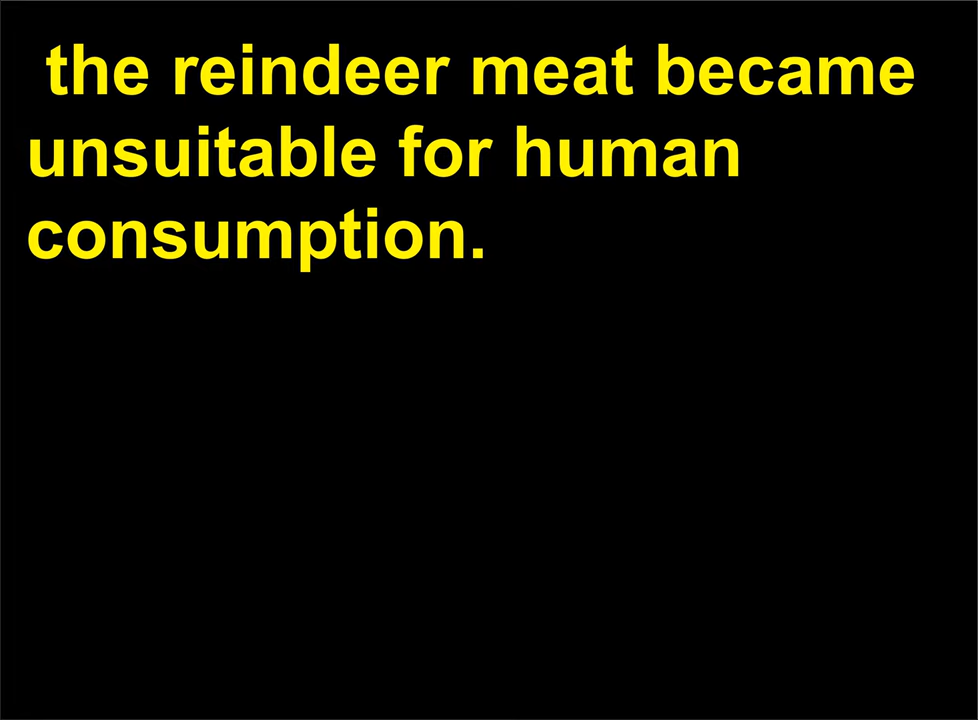 the reindeer meat became
unsuitable for human
consumption.